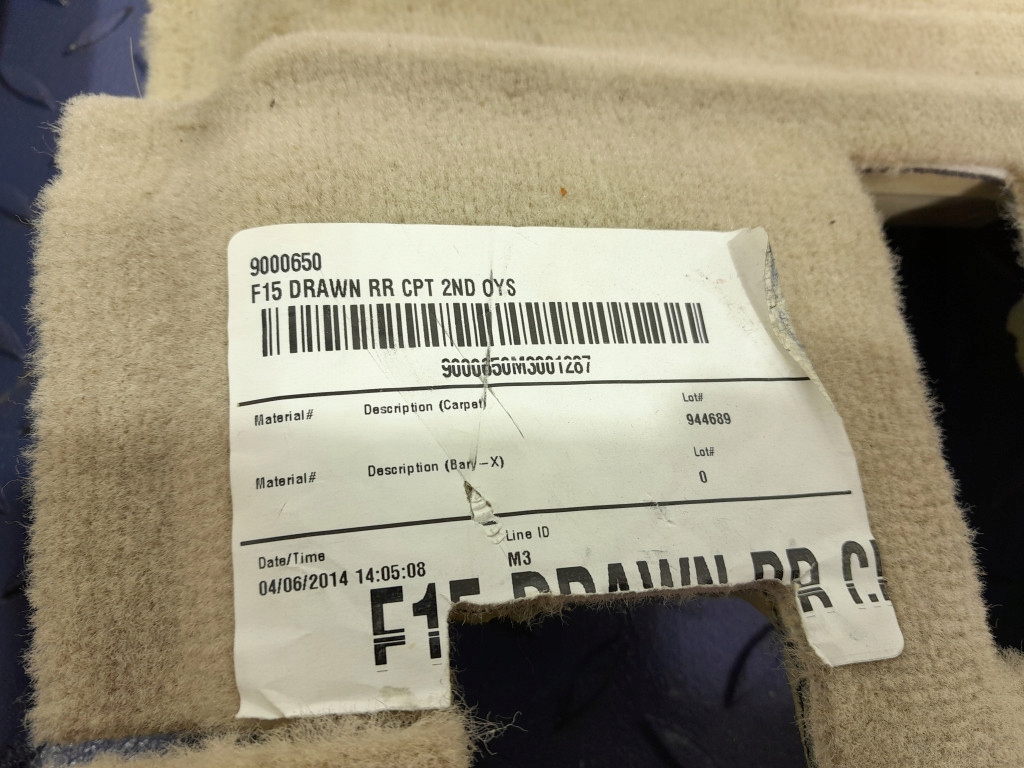 9000650
F15 DRAWN RR CPT 2ND OYS
9000650M3001287
Material# Description (Carpet) Lot#
944689
Material# Description (Barr-X) Lot#
0
Date/Time Line ID
04/06/2014 14:05:08 M3
F15 DRAWN RR C